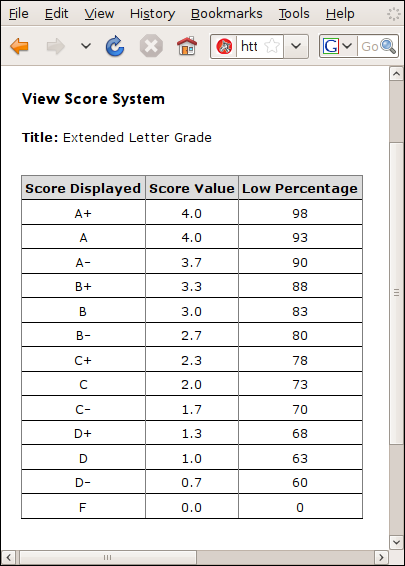 File Edit View History Bookmarks Tools Help
htt Go
View Score System
Title: Extended Letter Grade
Score Displayed Score Value Low Percentage
A+ 4.0 98
A 4.0 93
A- 3.7 90
B+ 3.3 88
B 3.0 83
B- 2.7 80
C+ 2.3 78
C 2.0 73
C- 1.7 70
D+ 1.3 68
D 1.0 63
D- 0.7 60
F 0.0 0